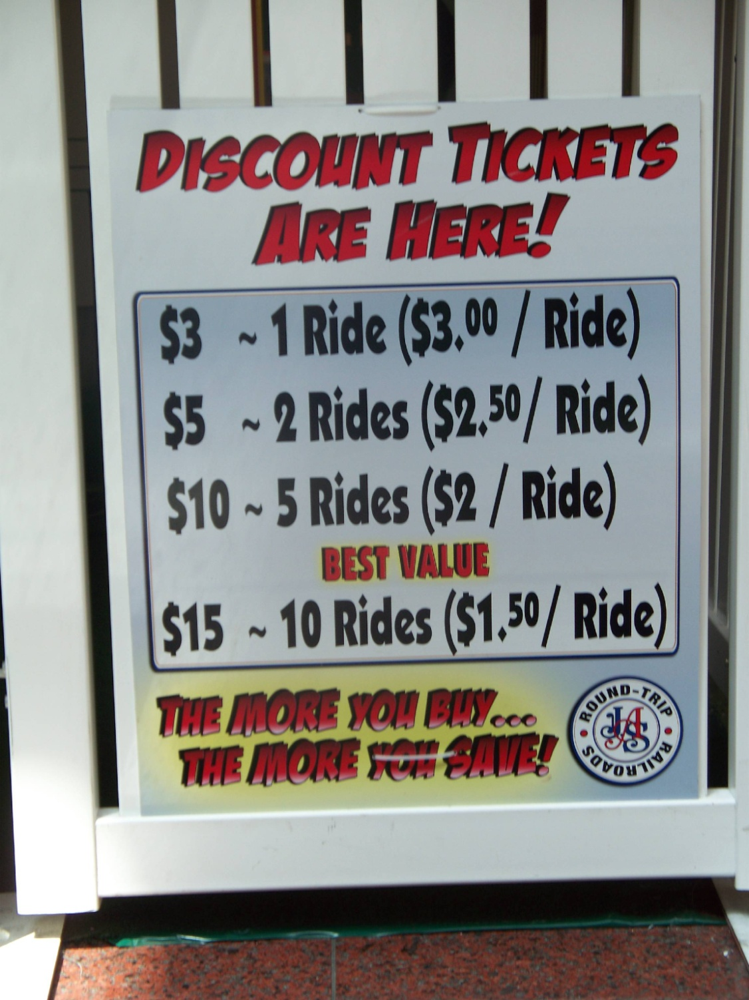 DISCOUNT TICKETS
ARE HERE!
$3 ~ 1 Ride ($3.00 / Ride)
$5 ~ 2 Rides ($2.50 / Ride)
$10 ~ 5 Rides ($2 / Ride)
BEST VALUE
$15 ~ 10 Rides ($1.50 / Ride)
THE MORE YOU BUY...
THE MORE YOU SAVE!
ROUND-TRIP
RAILROADS